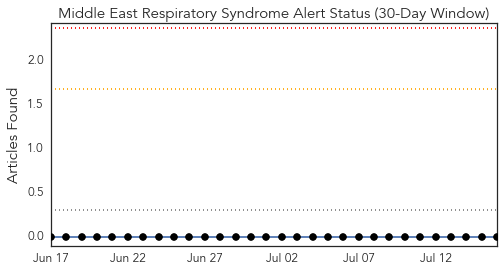 Middle East Respiratory Syndrome Alert Status (30-Day Window)
Articles Found
2.0
1.5
1.0
0.5
0.0
Jun 17 Jun 22 Jun 27 Jul 02 Jul 07 Jul 12